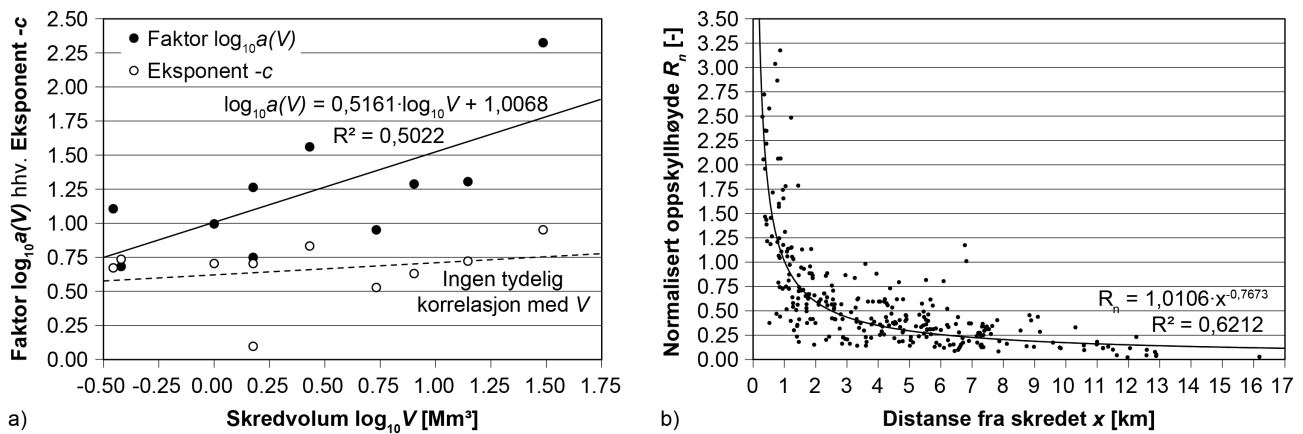 2.50
2.25
2.00
1.75
1.50
1.25
1.00
0.75
0.50
0.25
0.00
Faktor log₁₀a(V) hhv. Eksponent -c
Faktor log₁₀a(V)
Eksponent -c
log₁₀a(V) = 0,5161·log₁₀V + 1,0068
R² = 0,5022
Ingen tydelig
korrelasjon med V
-0.50 -0.25 0.00 0.25 0.50 0.75 1.00 1.25 1.50 1.75
Skredvolum log₁₀V [Mm³]
a)
3.50
3.25
3.00
2.75
2.50
2.25
2.00
1.75
1.50
1.25
1.00
0.75
0.50
0.25
0.00
Normalisert oppskyllhøyde Rₙ [-]
Rₙ = 1,0106·x⁻⁰,⁷⁶⁷³
R² = 0,6212
0 1 2 3 4 5 6 7 8 9 10 11 12 13 14 15 16 17
Distanse fra skredet x [km]
b)